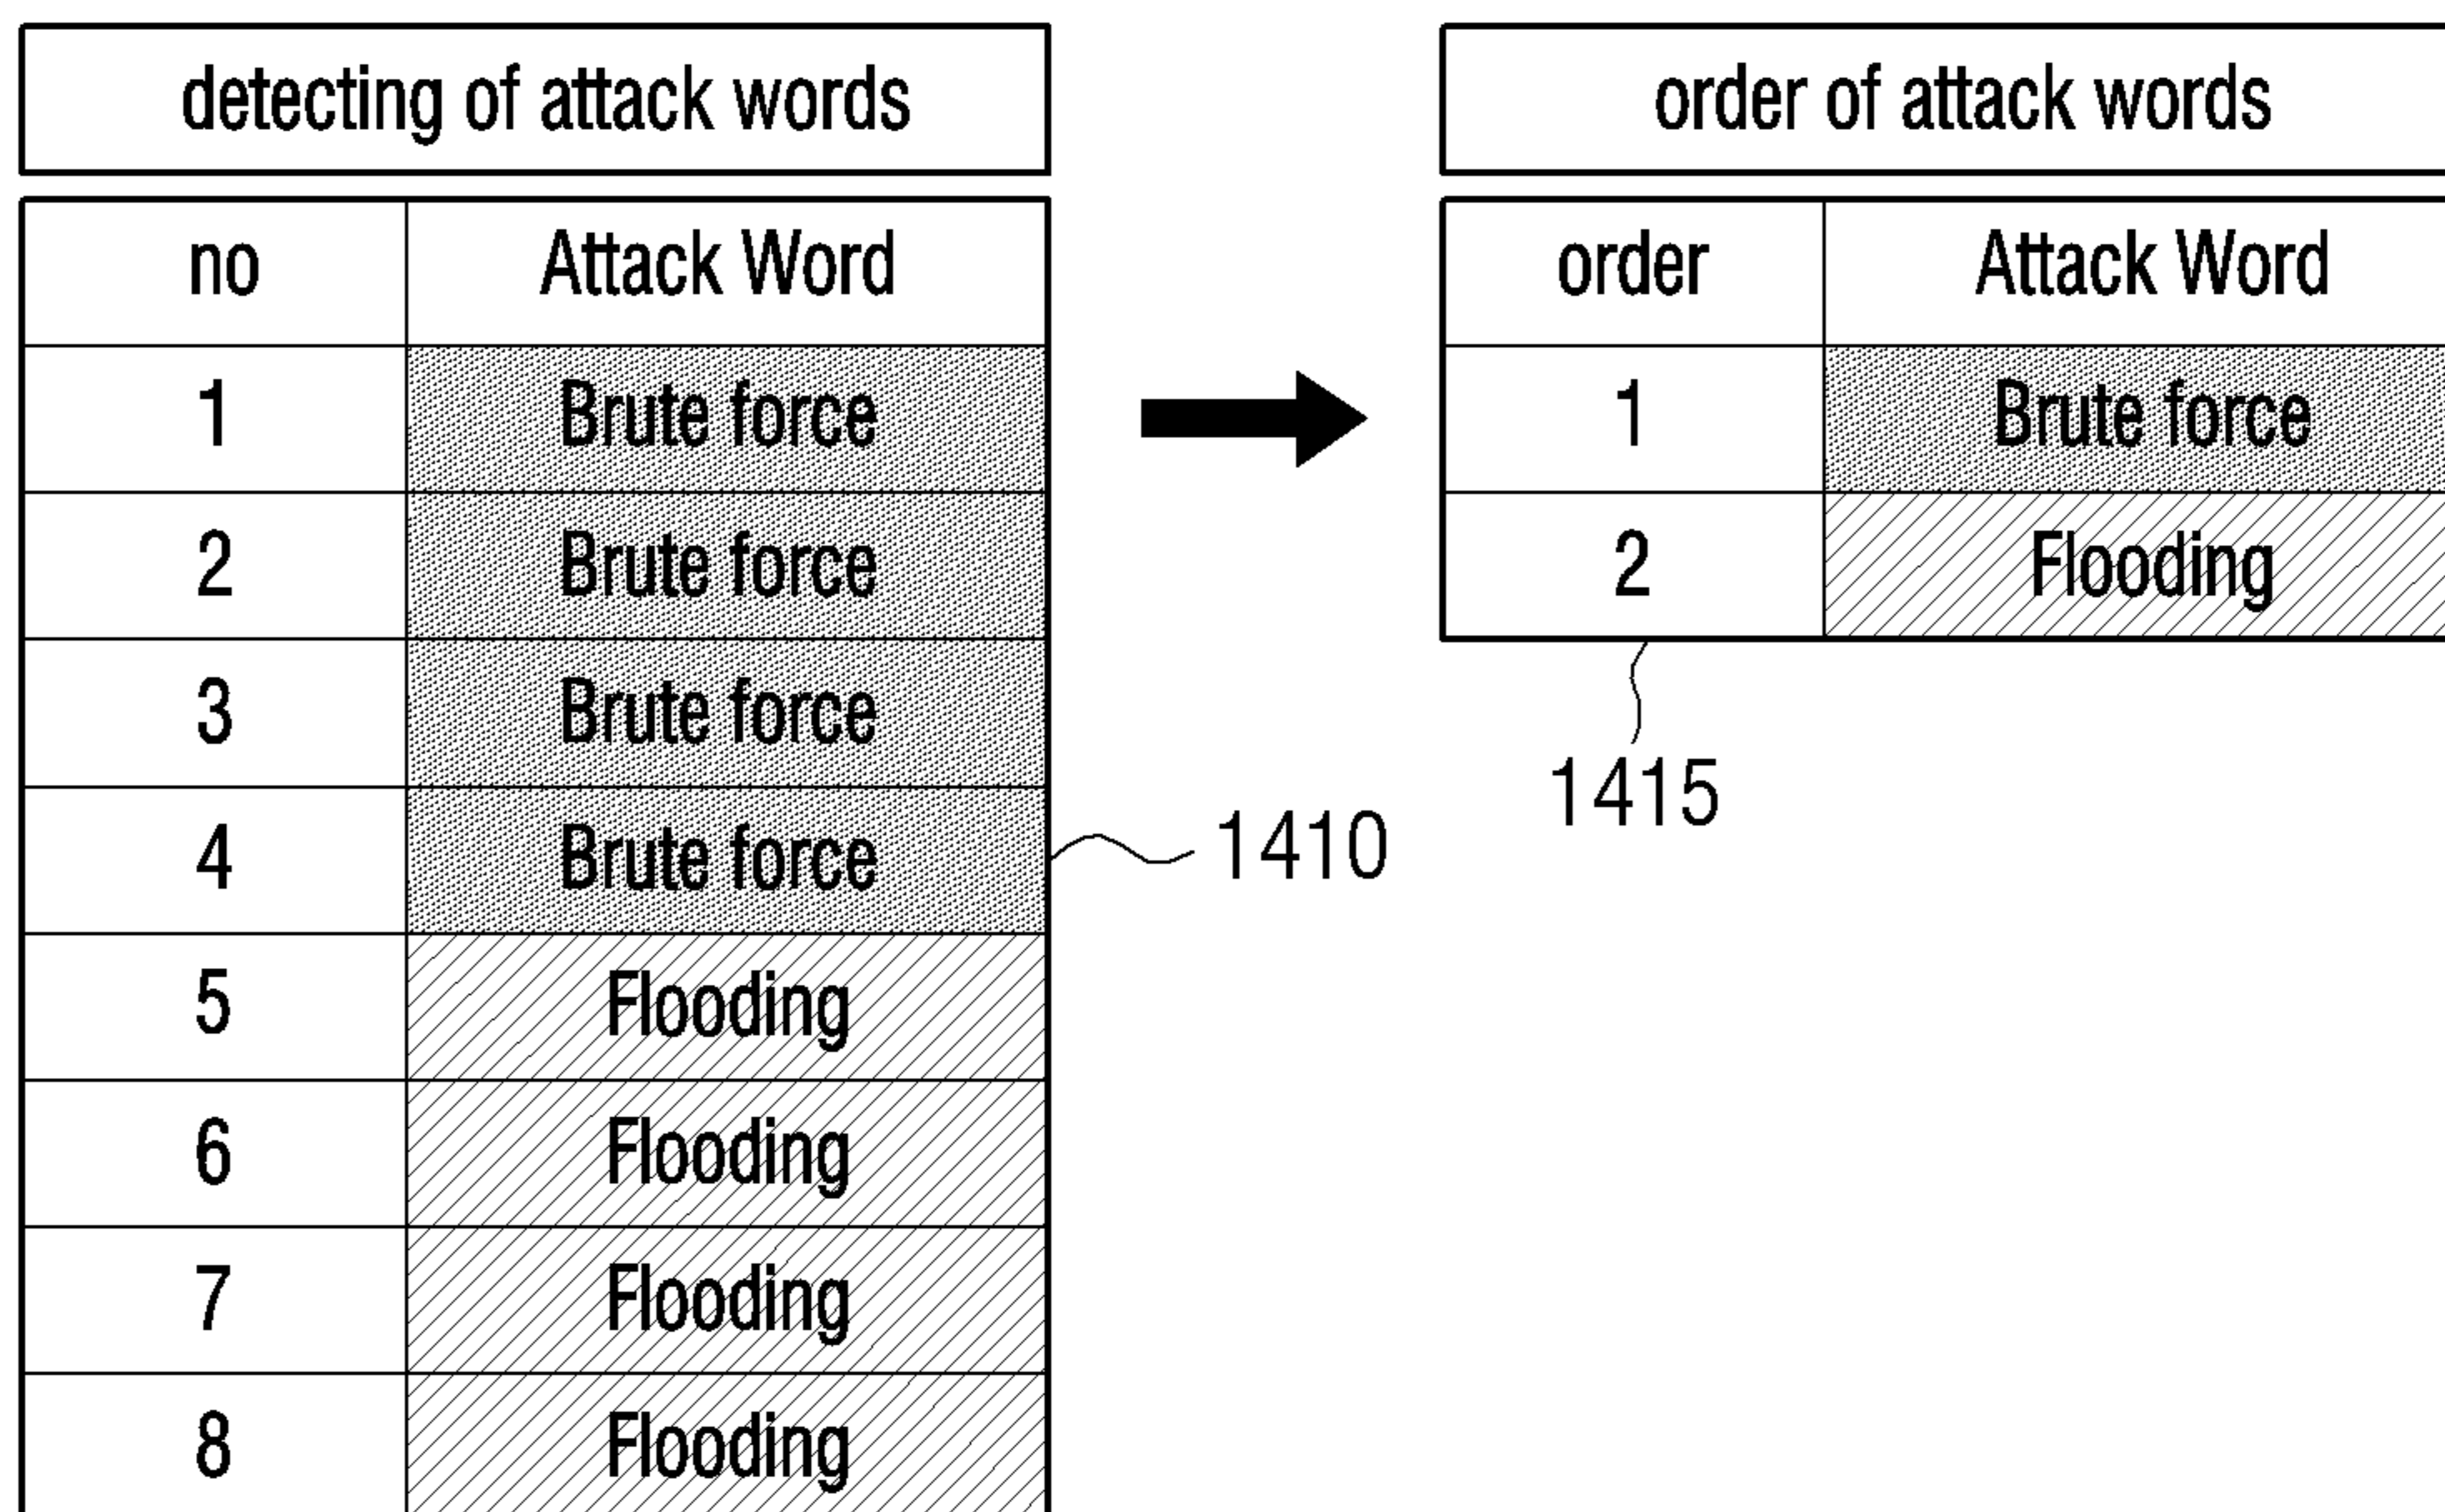 detecting of attack words
no Attack Word
1 Brute force
2 Brute force
3 Brute force
4 Brute force
5 Flooding
6 Flooding
7 Flooding
8 Flooding
1410
order of attack words
order Attack Word
1 Brute force
2 Flooding
1415